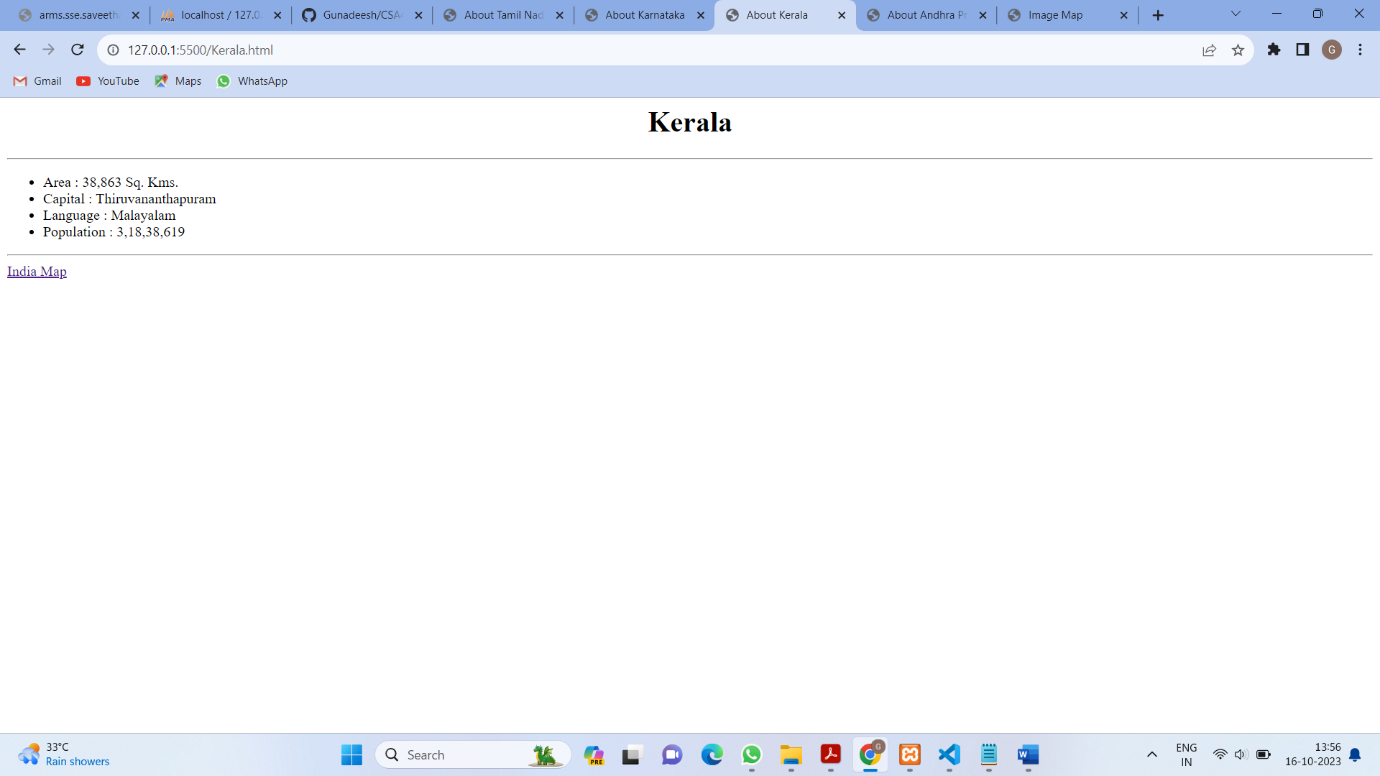 arms.sse.saveeth
localhost / 127.0.
Gunadeesh/CSA
About Tamil Nad
About Karnataka
About Kerala
About Andhra P
Image Map
127.0.0.1:5500/Kerala.html
G
Gmail
YouTube
Maps
WhatsApp
Kerala
• Area : 38,863 Sq. Kms.
• Capital : Thiruvananthapuram
• Language : Malayalam
• Population : 3,18,38,619
India Map
33°C
Rain showers
Search
PRE
G
ENG
IN
13:56
16-10-2023